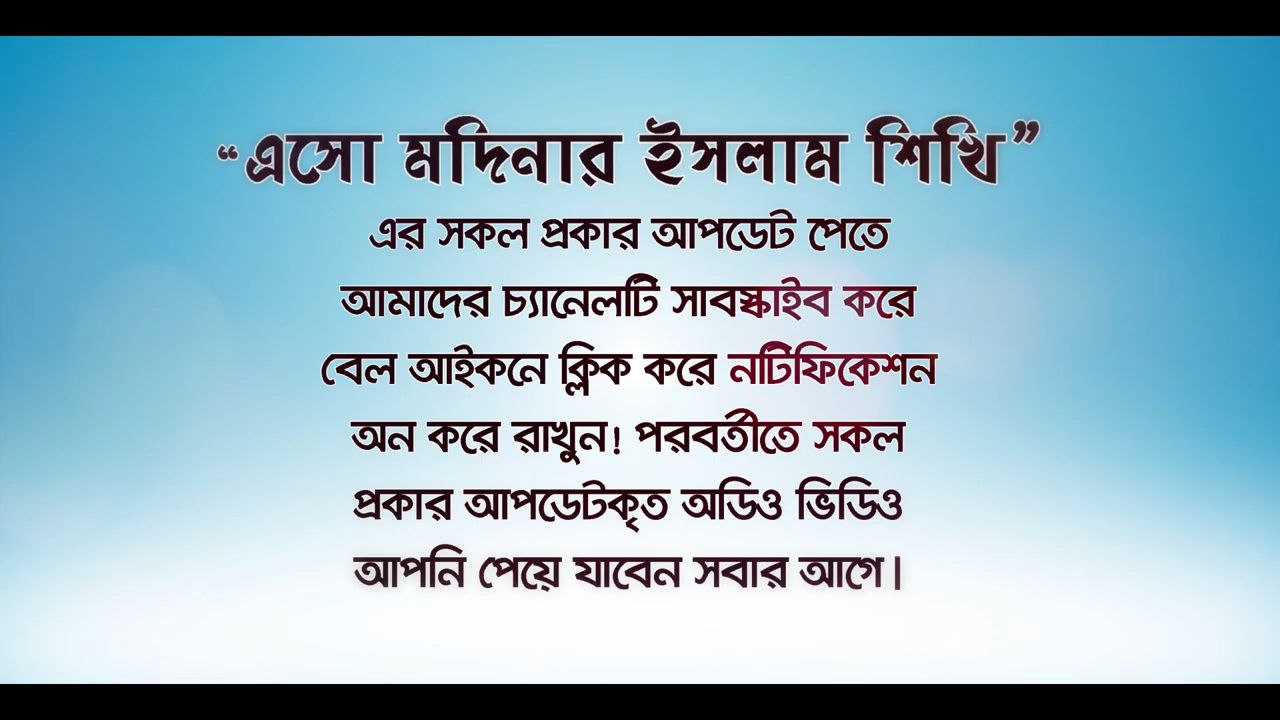 “এসো মদিনার ইসলাম শিখি”
এর সকল প্রকার আপডেট পেতে
আমাদের চ্যানেলটি সাবস্কাইব করে
বেল আইকনে ক্লিক করে নটিফিকেশন
অন করে রাখুন! পরবর্তীতে সকল
প্রকার আপডেটকৃত অডিও ভিডিও
আপনি পেয়ে যাবেন সবার আগে।